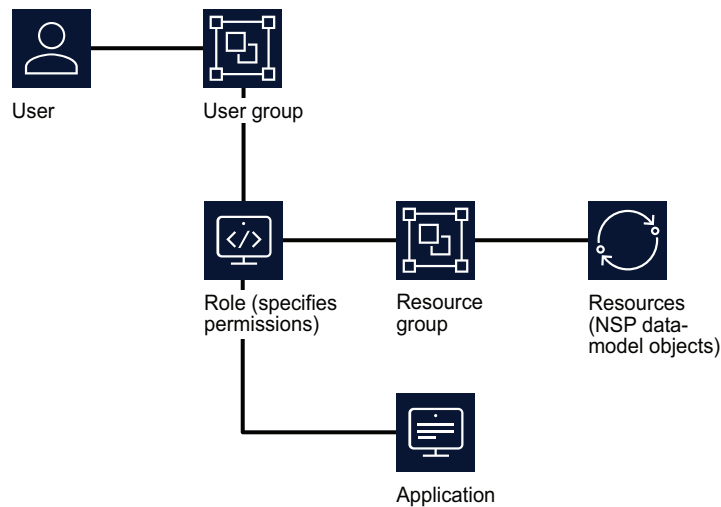 User
User group
Role (specifies
permissions)
Resource
group
Resources
(NSP data-
model objects)
Application